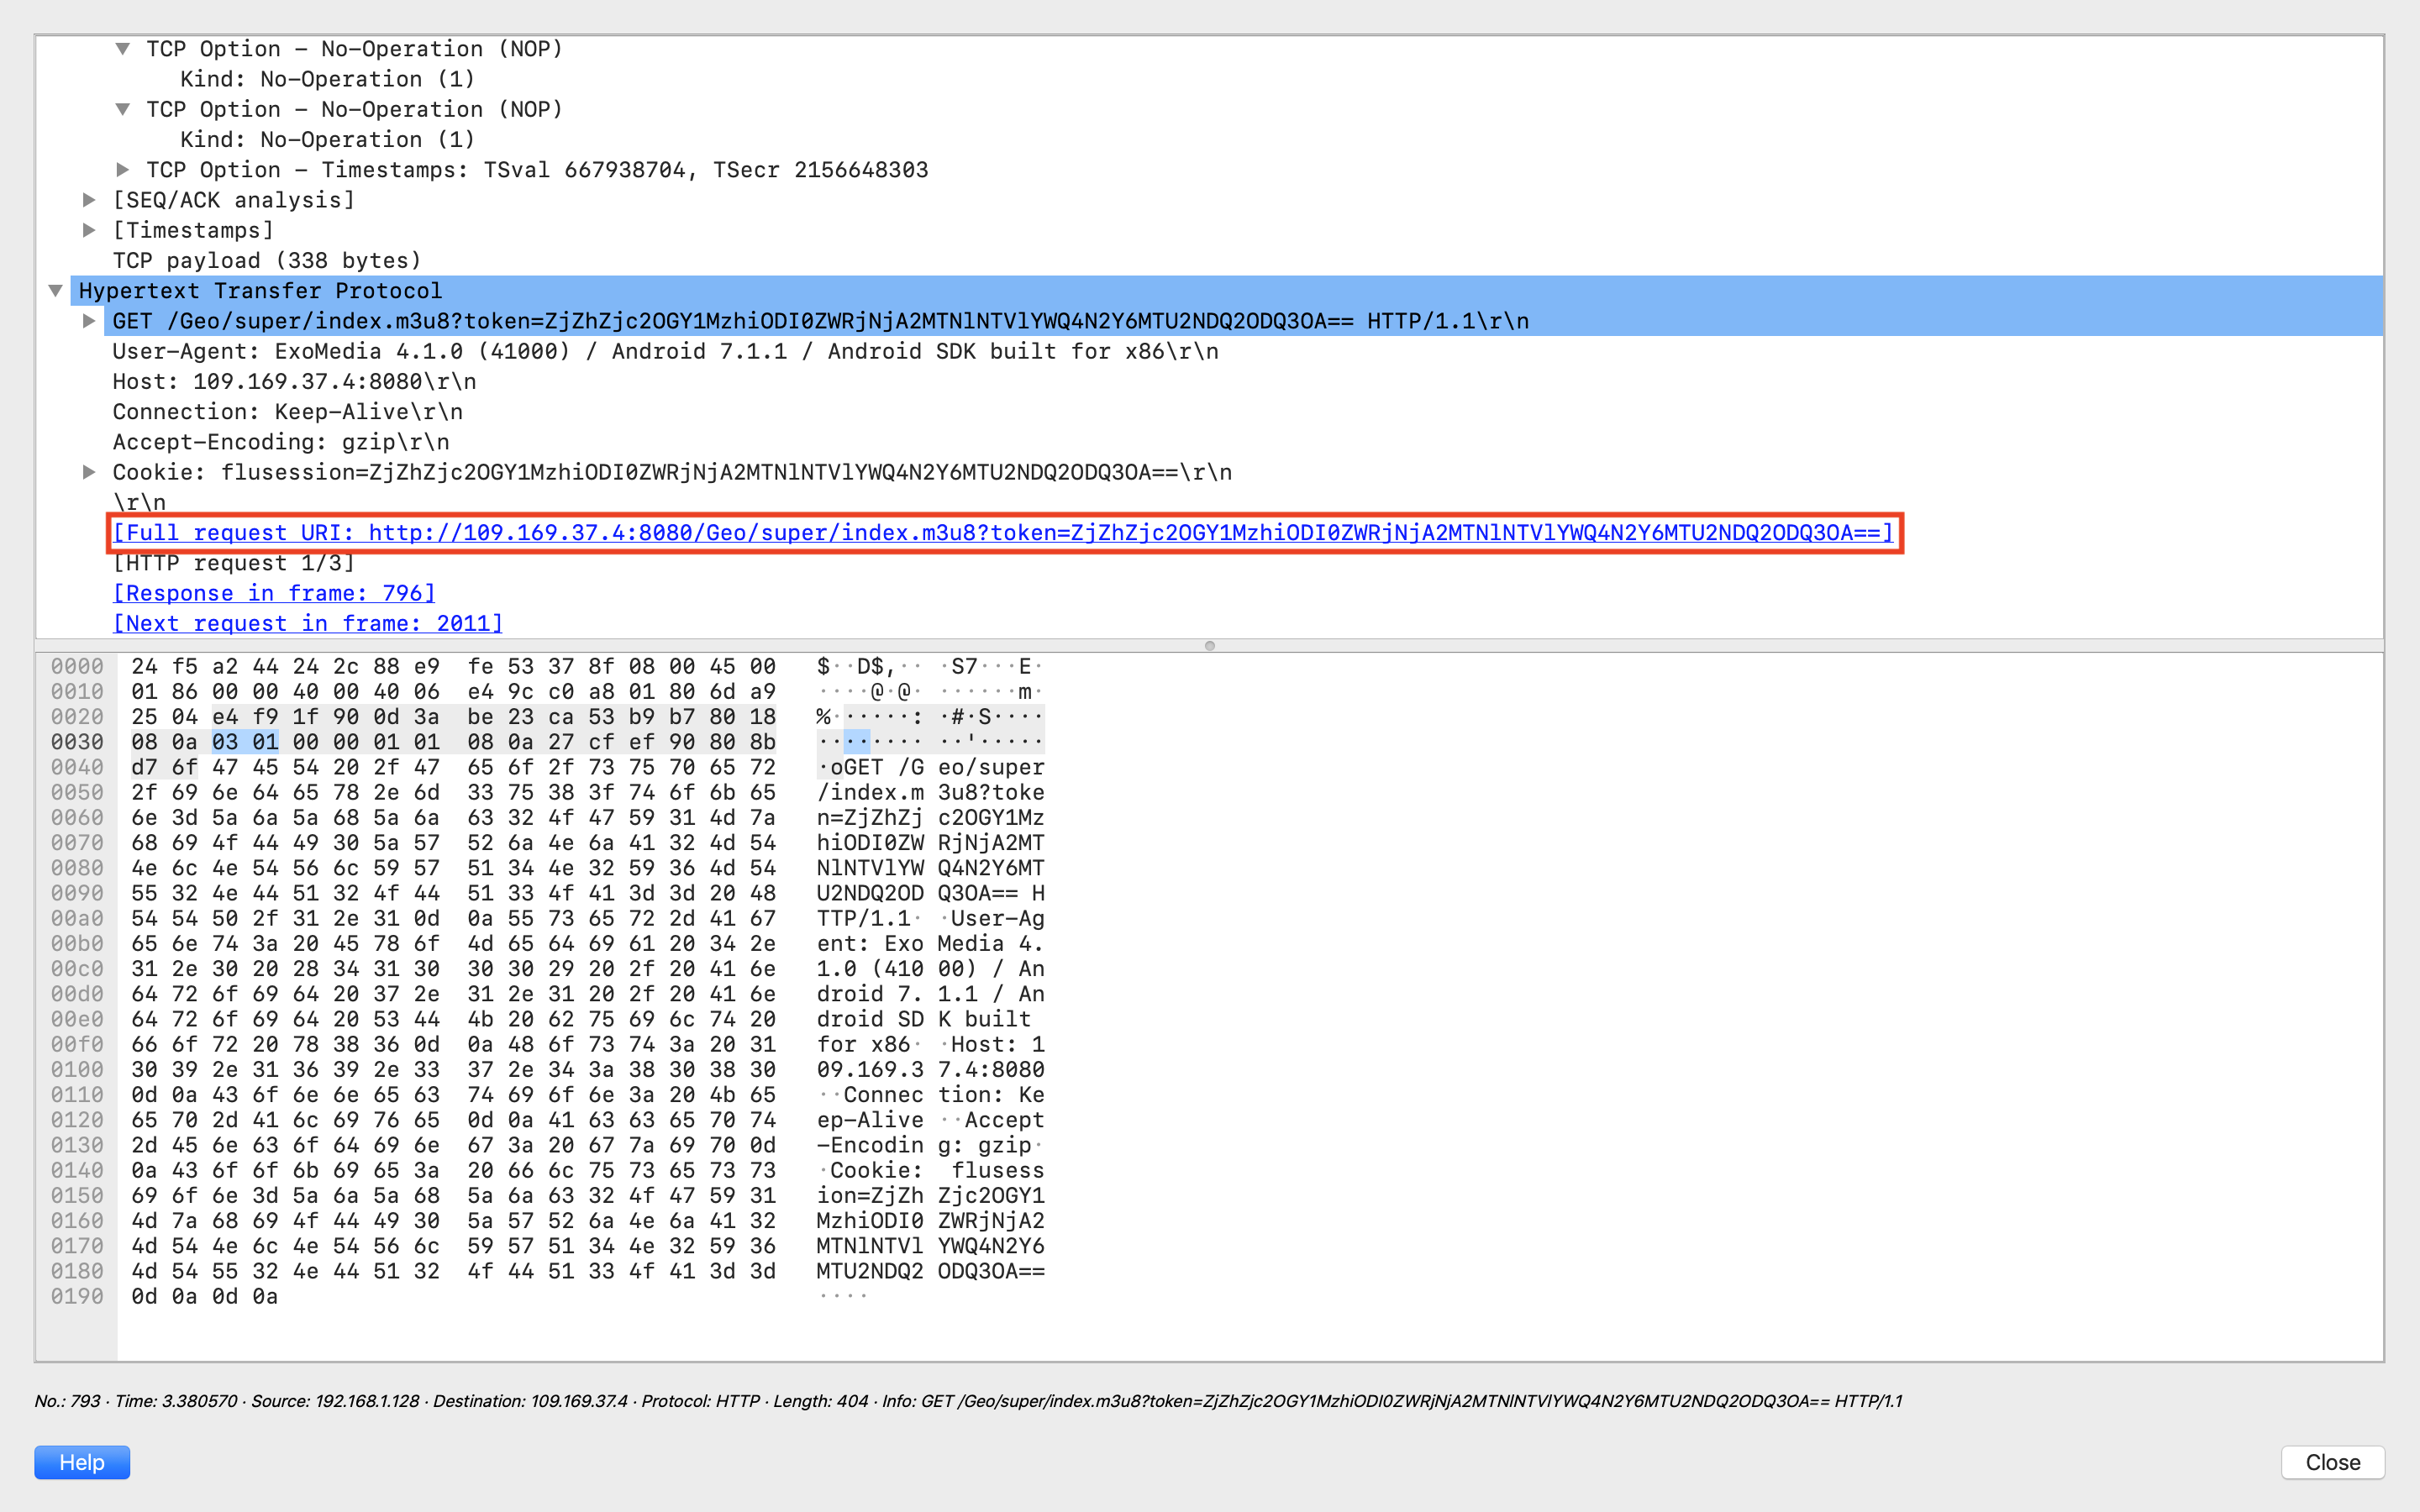 TCP Option - No-Operation (NOP)
Kind: No-Operation (1)
TCP Option - No-Operation (NOP)
Kind: No-Operation (1)
TCP Option - Timestamps: TSval 667938704, TSecr 2156648303
[SEQ/ACK analysis]
[Timestamps]
TCP payload (338 bytes)
Hypertext Transfer Protocol
GET /Geo/super/index.m3u8?token=ZjZhZjc2OGY1MzhiODI0ZWRjNjA2MTNlNTVlYWQ4N2Y6MTU2NDQ2ODQ3OA== HTTP/1.1\r\n
User-Agent: ExoMedia 4.1.0 (41000) / Android 7.1.1 / Android SDK built for x86\r\n
Host: 109.169.37.4:8080\r\n
Connection: Keep-Alive\r\n
Accept-Encoding: gzip\r\n
Cookie: flusession=ZjZhZjc2OGY1MzhiODI0ZWRjNjA2MTNlNTVlYWQ4N2Y6MTU2NDQ2ODQ3OA==\r\n
\r\n
[Full request URI: http://109.169.37.4:8080/Geo/super/index.m3u8?token=ZjZhZjc2OGY1MzhiODI0ZWRjNjA2MTNlNTVlYWQ4N2Y6MTU2NDQ2ODQ3OA==]
[HTTP request 1/3]
[Response in frame: 796]
[Next request in frame: 2011]
0000 24 f5 a2 44 24 2c 88 e9 fe 53 37 8f 08 00 45 00 $··D$,·· ·S7···E·
0010 01 86 00 00 40 00 40 06 e4 9c c0 a8 01 80 6d a9 ····@·@· ······m·
0020 25 04 e4 f9 1f 90 0d 3a be 23 ca 53 b9 b7 80 18 %······: ·#·S····
0030 08 0a 03 01 00 00 01 01 08 0a 27 cf ef 90 80 8b ········ ··'·····
0040 d7 6f 47 45 54 20 2f 47 65 6f 2f 73 75 70 65 72 ·oGET /G eo/super
0050 2f 69 6e 64 65 78 2e 6d 33 75 38 3f 74 6f 6b 65 /index.m 3u8?toke
0060 6e 3d 5a 6a 5a 68 5a 6a 63 32 4f 47 59 31 4d 7a n=ZjZhZj c2OGY1Mz
0070 68 69 4f 44 49 30 5a 57 52 6a 4e 6a 41 32 4d 54 hiODI0ZW RjNjA2MT
0080 4e 6c 4e 54 56 6c 59 57 51 34 4e 32 59 36 4d 54 NlNTVlYW Q4N2Y6MT
0090 55 32 4e 44 51 32 4f 44 51 33 4f 41 3d 3d 20 48 U2NDQ2OD Q3OA== H
00a0 54 54 50 2f 31 2e 31 0d 0a 55 73 65 72 2d 41 67 TTP/1.1· ·User-Ag
00b0 65 6e 74 3a 20 45 78 6f 4d 65 64 69 61 20 34 2e ent: Exo Media 4.
00c0 31 2e 30 20 28 34 31 30 30 30 29 20 2f 20 41 6e 1.0 (410 00) / An
00d0 64 72 6f 69 64 20 37 2e 31 2e 31 20 2f 20 41 6e droid 7. 1.1 / An
00e0 64 72 6f 69 64 20 53 44 4b 20 62 75 69 6c 74 20 droid SD K built
00f0 66 6f 72 20 78 38 36 0d 0a 48 6f 73 74 3a 20 31 for x86· ·Host: 1
0100 30 39 2e 31 36 39 2e 33 37 2e 34 3a 38 30 38 30 09.169.3 7.4:8080
0110 0d 0a 43 6f 6e 6e 65 63 74 69 6f 6e 3a 20 4b 65 ··Connec tion: Ke
0120 65 70 2d 41 6c 69 76 65 0d 0a 41 63 63 65 70 74 ep-Alive ··Accept
0130 2d 45 6e 63 6f 64 69 6e 67 3a 20 67 7a 69 70 0d -Encodin g: gzip·
0140 0a 43 6f 6f 6b 69 65 3a 20 66 6c 75 73 65 73 73 ·Cookie: flusess
0150 69 6f 6e 3d 5a 6a 5a 68 5a 6a 63 32 4f 47 59 31 ion=ZjZh Zjc2OGY1
0160 4d 7a 68 69 4f 44 49 30 5a 57 52 6a 4e 6a 41 32 MzhiODI0 ZWRjNjA2
0170 4d 54 4e 6c 4e 54 56 6c 59 57 51 34 4e 32 59 36 MTNlNTVl YWQ4N2Y6
0180 4d 54 55 32 4e 44 51 32 4f 44 51 33 4f 41 3d 3d MTU2NDQ2 ODQ3OA==
0190 0d 0a 0d 0a ····
No.: 793 · Time: 3.380570 · Source: 192.168.1.128 · Destination: 109.169.37.4 · Protocol: HTTP · Length: 404 · Info: GET /Geo/super/index.m3u8?token=ZjZhZjc2OGY1MzhiODI0ZWRjNjA2MTNlNTVlYWQ4N2Y6MTU2NDQ2ODQ3OA== HTTP/1.1
Help
Close